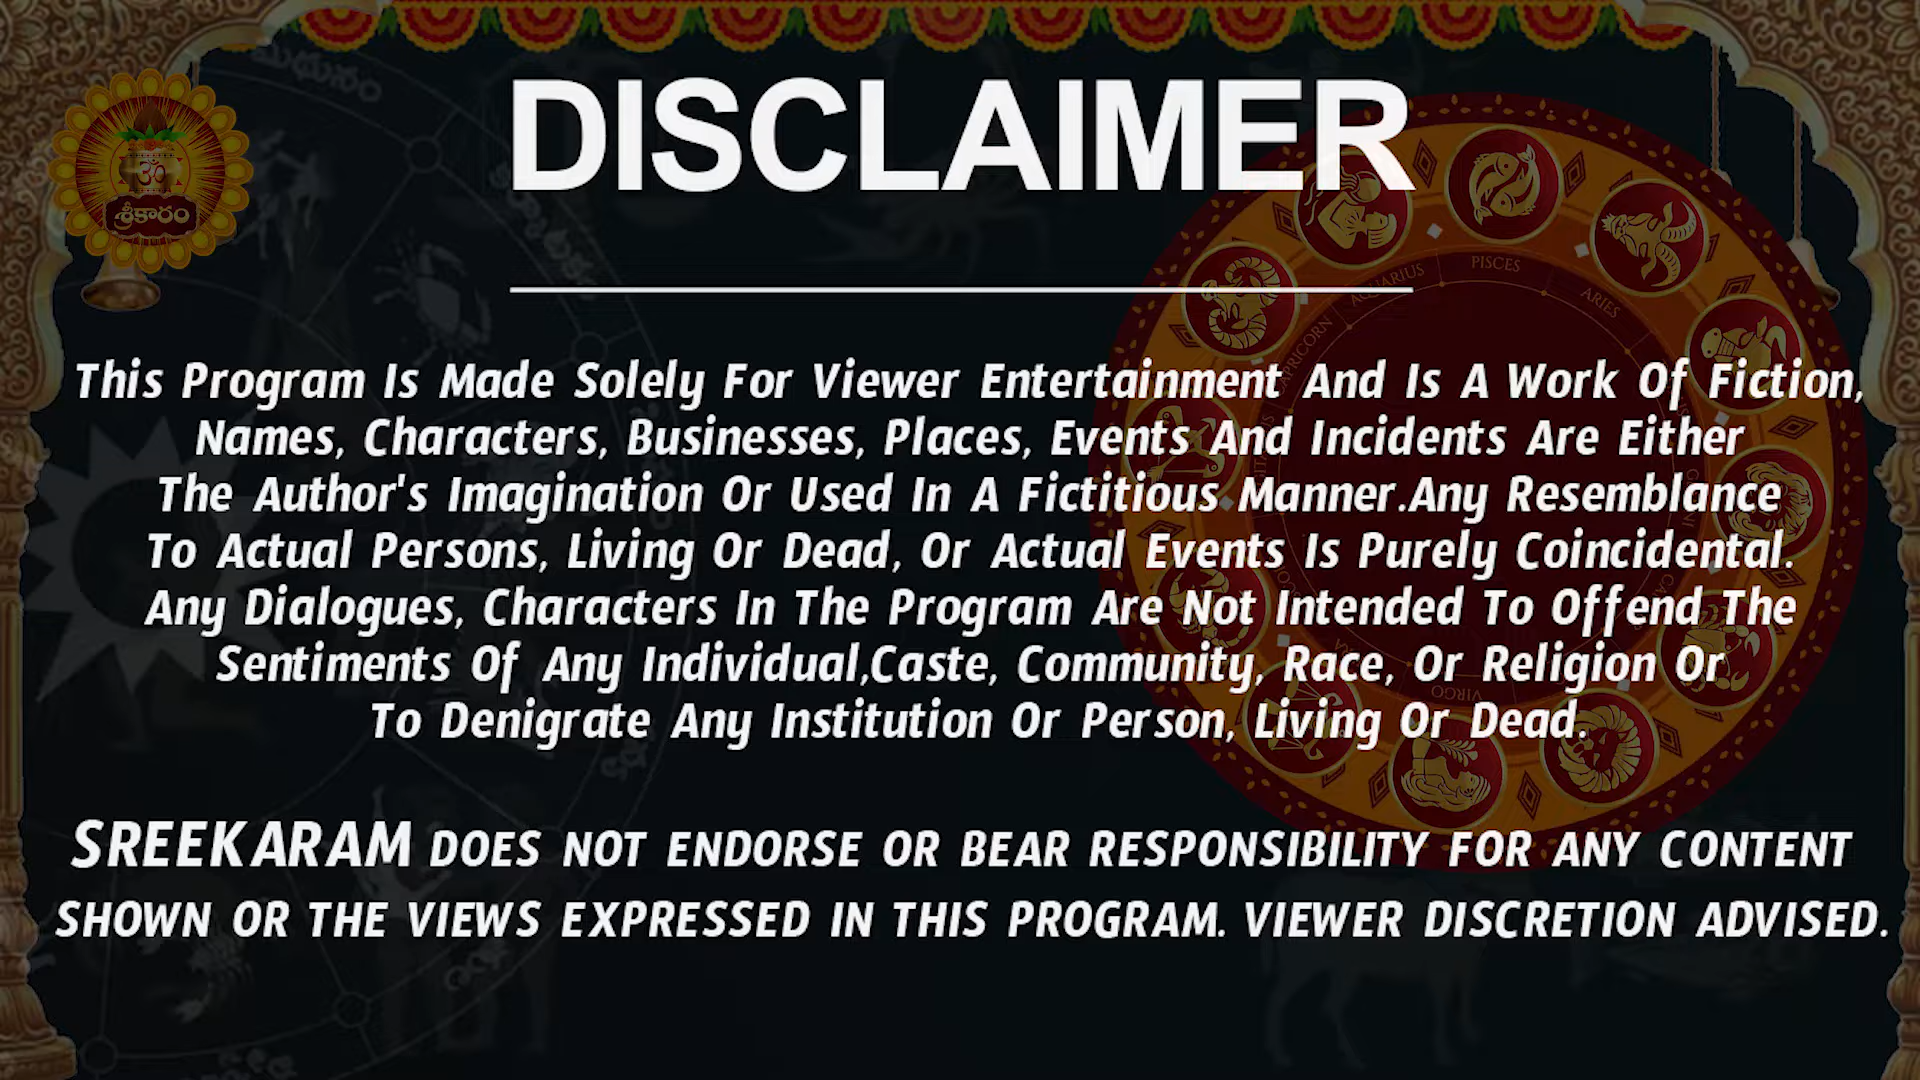 DISCLAIMER
శ్రీకారం
PISCES
ARIES
AQUARIUS
CAPRICORN
This Program Is Made Solely For Viewer Entertainment And Is A Work Of Fiction,
Names, Characters, Businesses, Places, Events And Incidents Are Either
The Author's Imagination Or Used In A Fictitious Manner.Any Resemblance
To Actual Persons, Living Or Dead, Or Actual Events Is Purely Coincidental.
Any Dialogues, Characters In The Program Are Not Intended To Offend The
Sentiments Of Any Individual,Caste, Community, Race, Or Religion Or
VIRGO
To Denigrate Any Institution Or Person, Living Or Dead.
SREEKARAM DOES NOT ENDORSE OR BEAR RESPONSIBILITY FOR ANY CONTENT
SHOWN OR THE VIEWS EXPRESSED IN THIS PROGRAM. VIEWER DISCRETION ADVISED.